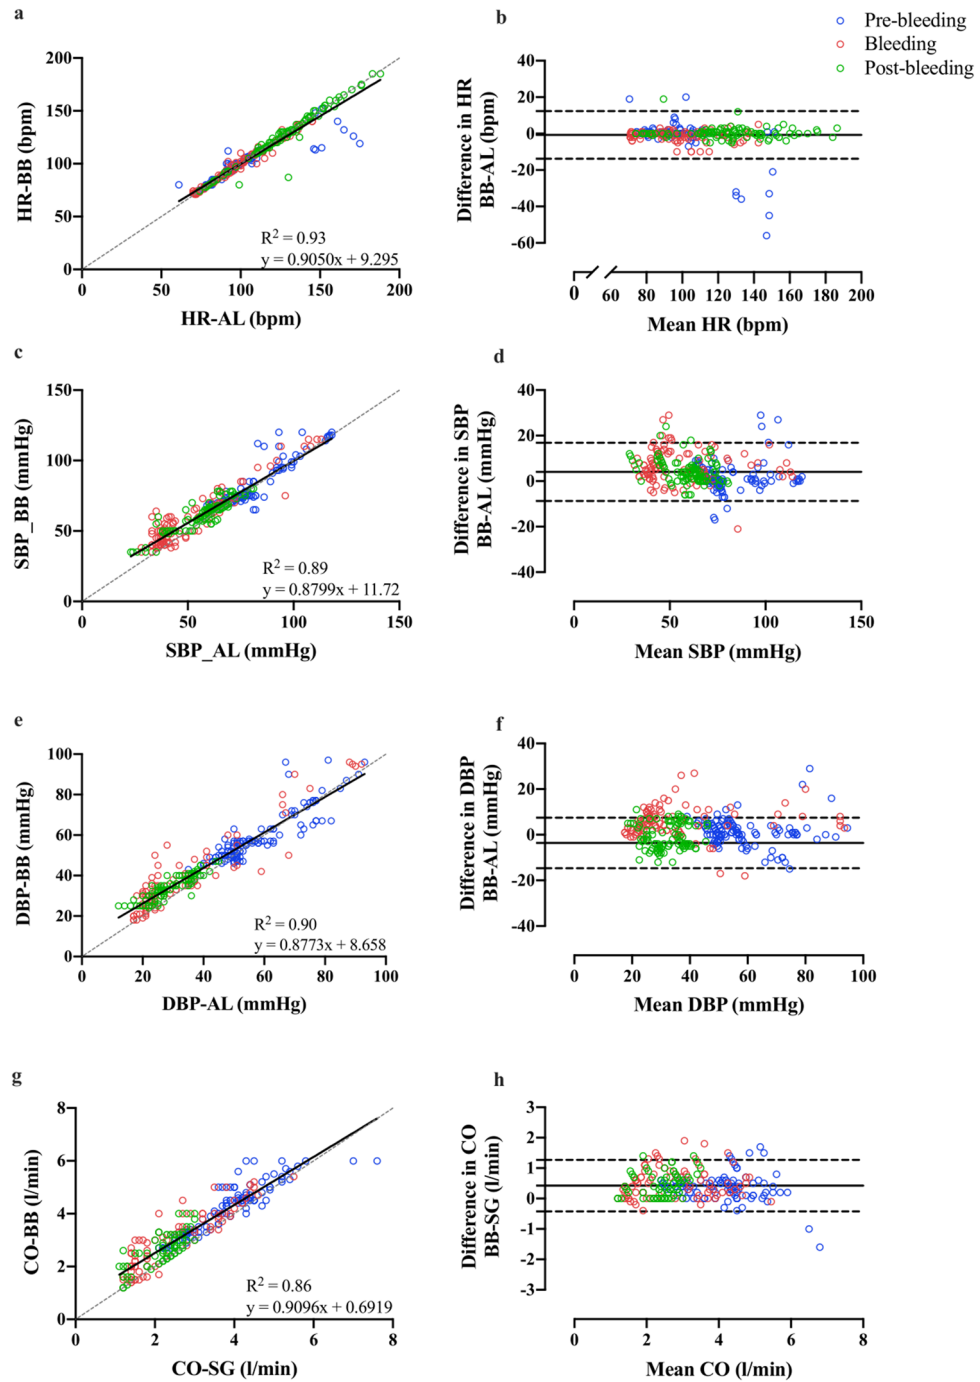 a
200
150
100
50
0
0 50 100 150 200
HR-BB (bpm)
HR-AL (bpm)
R² = 0.93
y = 0.9050x + 9.295
b
Pre-bleeding
Bleeding
Post-bleeding
40
20
0
-20
-40
-60
0 60 80 100 120 140 160 180 200
Difference in HR
BB-AL (bpm)
Mean HR (bpm)
c
150
100
50
0
0 50 100 150
SBP_BB (mmHg)
SBP_AL (mmHg)
R² = 0.89
y = 0.8799x + 11.72
d
40
20
0
-20
-40
0 50 100 150
Difference in SBP
BB-AL (mmHg)
Mean SBP (mmHg)
e
100
80
60
40
20
0
0 20 40 60 80 100
DBP-BB (mmHg)
DBP-AL (mmHg)
R² = 0.90
y = 0.8773x + 8.658
f
40
20
0
-20
-40
0 20 40 60 80 100
Difference in DBP
BB-AL (mmHg)
Mean DBP (mmHg)
g
8
6
4
2
0
0 2 4 6 8
CO-BB (l/min)
CO-SG (l/min)
R² = 0.86
y = 0.9096x + 0.6919
h
3
2
1
0
-1
-2
-3
0 2 4 6 8
Difference in CO
BB-SG (l/min)
Mean CO (l/min)